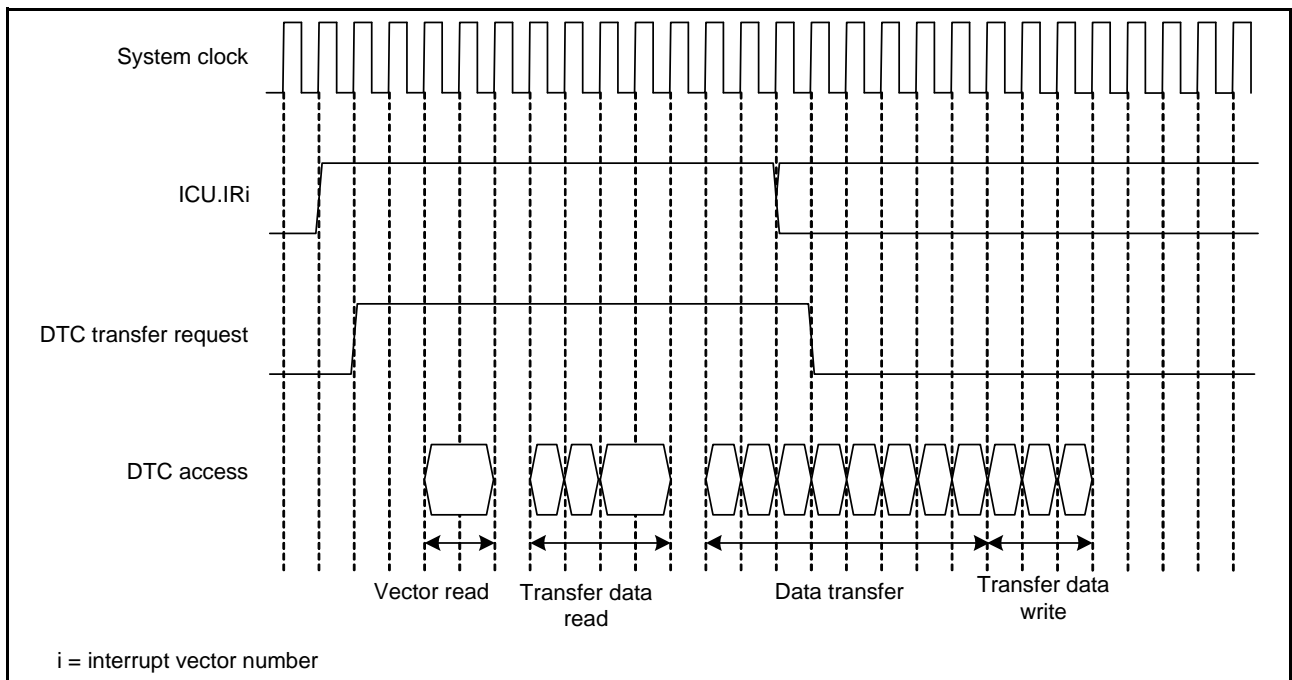 System clock
ICU.IRi
DTC transfer request
DTC access
Vector read
Transfer data
read
Data transfer
Transfer data
write
i = interrupt vector number